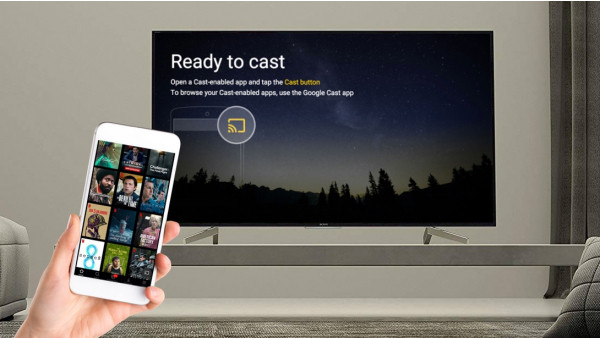 Ready to cast
Open a Cast-enabled app and tap the Cast button
To browse your Cast-enabled apps, use the Google Cast app